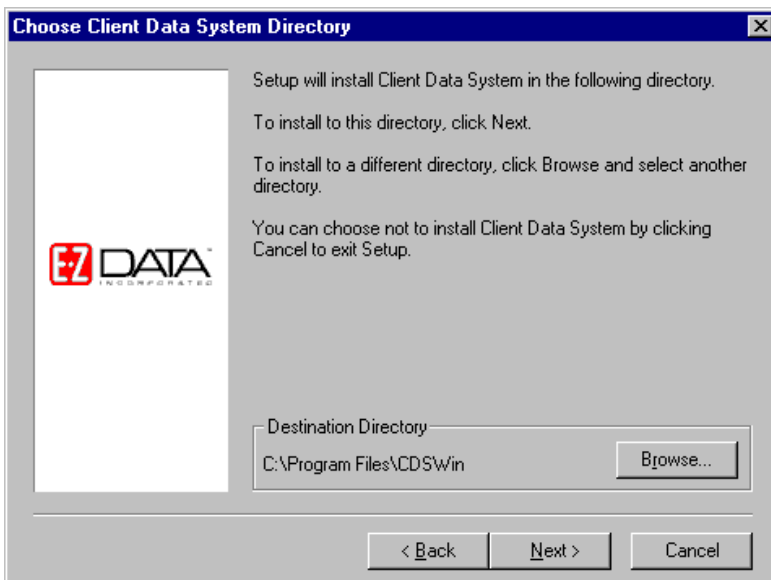 Choose Client Data System Directory
Setup will install Client Data System in the following directory.
To install to this directory, click Next.
To install to a different directory, click Browse and select another
directory.
You can choose not to install Client Data System by clicking
Cancel to exit Setup.
E·Z DATA™
INCORPORATED
Destination Directory
C:\Program Files\CDSWin
Browse...
< Back
Next >
Cancel